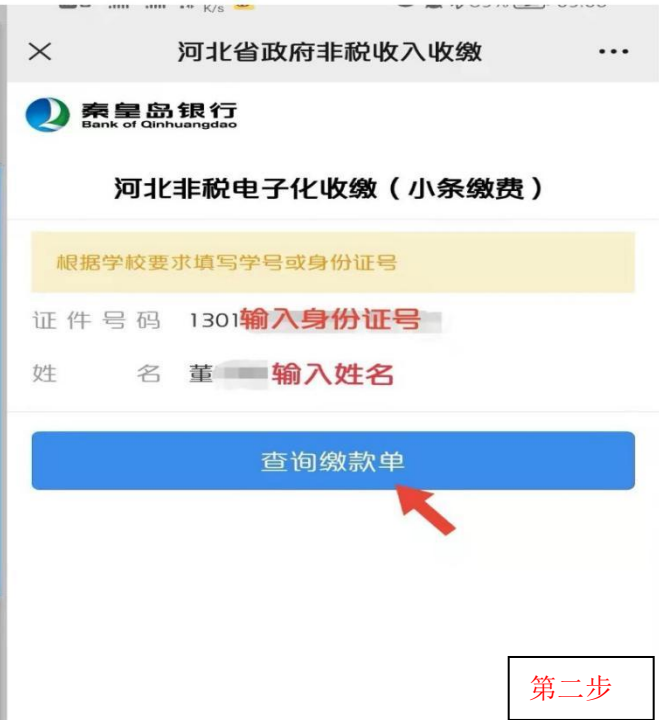 K/s
河北省政府非税收入收缴
秦皇岛银行
Bank of Qinhuangdao
河北非税电子化收缴（小条缴费）
根据学校要求填写学号或身份证号
证件号码 1301输入身份证号
姓名 董 输入姓名
查询缴款单
第二步